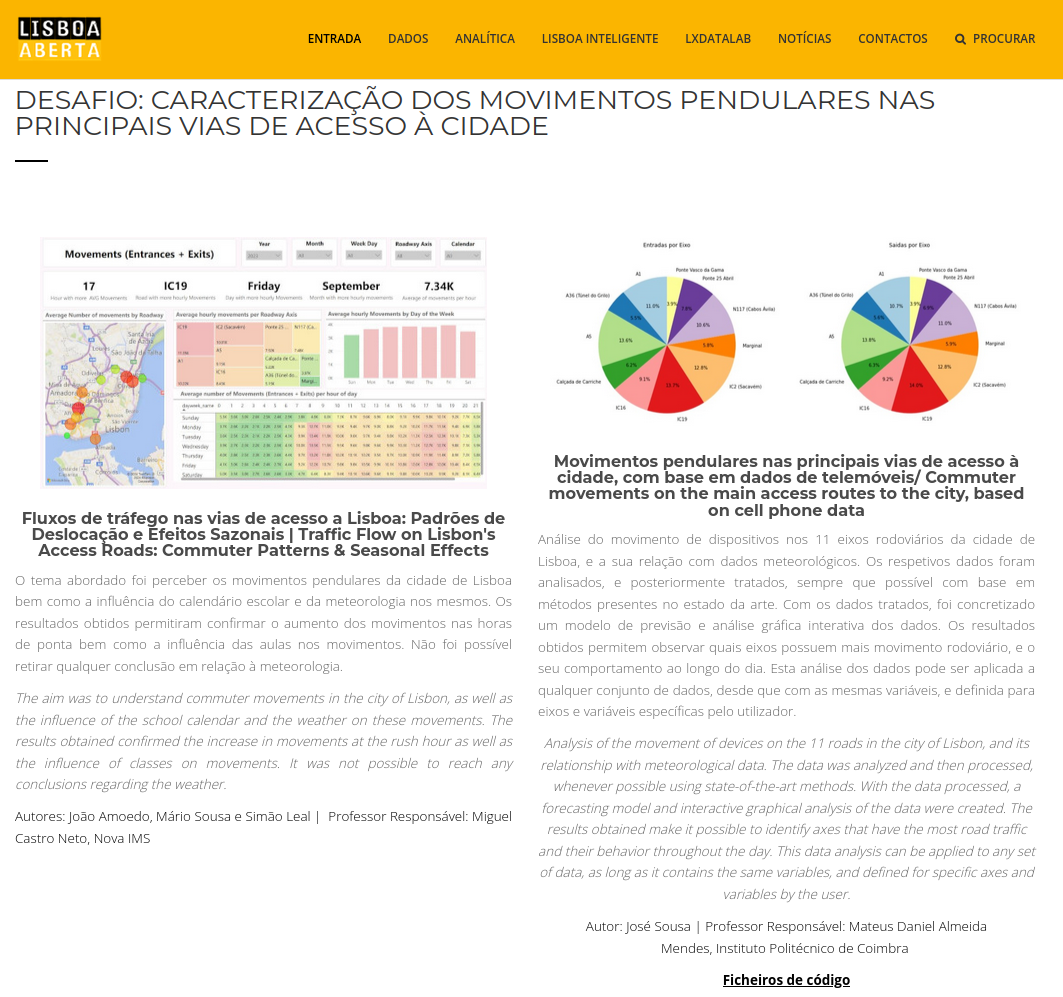 LISBOA
ABERTA
ENTRADA
DADOS
ANALÍTICA
LISBOA INTELIGENTE
LXDATALAB
NOTÍCIAS
CONTACTOS
PROCURAR
DESAFIO: CARACTERIZAÇÃO DOS MOVIMENTOS PENDULARES NAS
PRINCIPAIS VIAS DE ACESSO À CIDADE
Movements (Entrances + Exits)
Year
Month
Week Day
Roadway Axis
Calendar
17
IC19
Friday
September
7.34K
Hour with more AVG Movements
Road with more hourly Movements
Day with more hourly Movements
Month with more hourly movements
Average of movements per hour
Average Number of movements by Roadway
Average hourly movements per Roadway Axis
Average hourly Movements by Day of the Week
Average number of Movements (Entrances + Exits) per hour of day
Sunday
Monday
Tuesday
Wednesday
Thursday
Friday
Saturday
Fluxos de tráfego nas vias de acesso a Lisboa: Padrões de
Deslocação e Efeitos Sazonais | Traffic Flow on Lisbon's
Access Roads: Commuter Patterns & Seasonal Effects
O tema abordado foi perceber os movimentos pendulares da cidade de Lisboa
bem como a influência do calendário escolar e da meteorologia nos mesmos. Os
resultados obtidos permitiram confirmar o aumento dos movimentos nas horas
de ponta bem como a influência das aulas nos movimentos. Não foi possível
retirar qualquer conclusão em relação à meteorologia.
The aim was to understand commuter movements in the city of Lisbon, as well as
the influence of the school calendar and the weather on these movements. The
results obtained confirmed the increase in movements at the rush hour as well as
the influence of classes on movements. It was not possible to reach any
conclusions regarding the weather.
Autores: João Amoedo, Mário Sousa e Simão Leal | Professor Responsável: Miguel
Castro Neto, Nova IMS
Entradas por Eixo
Ponte Vasco da Gama
Ponte 25 Abril
A1
A36 (Túnel do Grilo)
N117 (Cabos Ávila)
A5
Marginal
Calçada de Carriche
IC2 (Sacavém)
IC16
IC19
11.0%
10.6%
13.6%
5.8%
9.1%
12.8%
Saídas por Eixo
Ponte Vasco da Gama
Ponte 25 Abril
A1
A36 (Túnel do Grilo)
N117 (Cabos Ávila)
A5
Marginal
Calçada de Carriche
IC2 (Sacavém)
IC16
IC19
10.7%
11.0%
13.8%
5.9%
9.2%
12.8%
Movimentos pendulares nas principais vias de acesso à
cidade, com base em dados de telemóveis/ Commuter
movements on the main access routes to the city, based
on cell phone data
Análise do movimento de dispositivos nos 11 eixos rodoviários da cidade de
Lisboa, e a sua relação com dados meteorológicos. Os respetivos dados foram
analisados, e posteriormente tratados, sempre que possível com base em
métodos presentes no estado da arte. Com os dados tratados, foi concretizado
um modelo de previsão e análise gráfica interativa dos dados. Os resultados
obtidos permitem observar quais eixos possuem mais movimento rodoviário, e o
seu comportamento ao longo do dia. Esta análise dos dados pode ser aplicada a
qualquer conjunto de dados, desde que com as mesmas variáveis, e definida para
eixos e variáveis específicas pelo utilizador.
Analysis of the movement of devices on the 11 roads in the city of Lisbon, and its
relationship with meteorological data. The data was analyzed and then processed,
whenever possible using state-of-the-art methods. With the data processed, a
forecasting model and interactive graphical analysis of the data were created. The
results obtained make it possible to identify axes that have the most road traffic
and their behavior throughout the day. This data analysis can be applied to any set
of data, as long as it contains the same variables, and defined for specific axes and
variables by the user.
Autor: José Sousa | Professor Responsável: Mateus Daniel Almeida
Mendes, Instituto Politécnico de Coimbra
Ficheiros de código